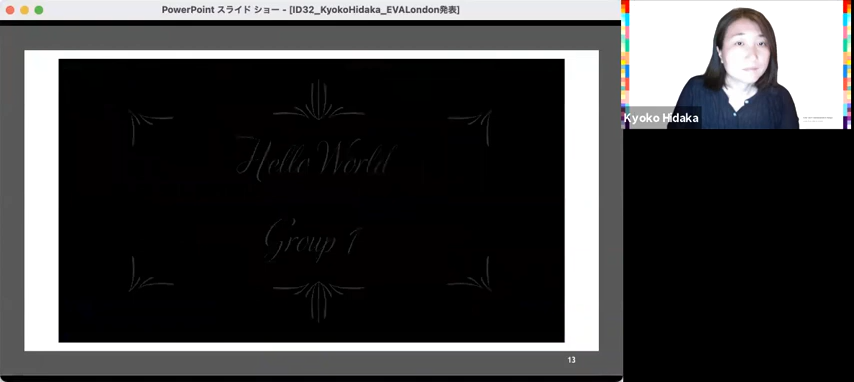 PowerPoint スライド ショー - [ID32_KyokoHidaka_EVALondon発表]
Hello World
Group 1
13
Kyoko Hidaka